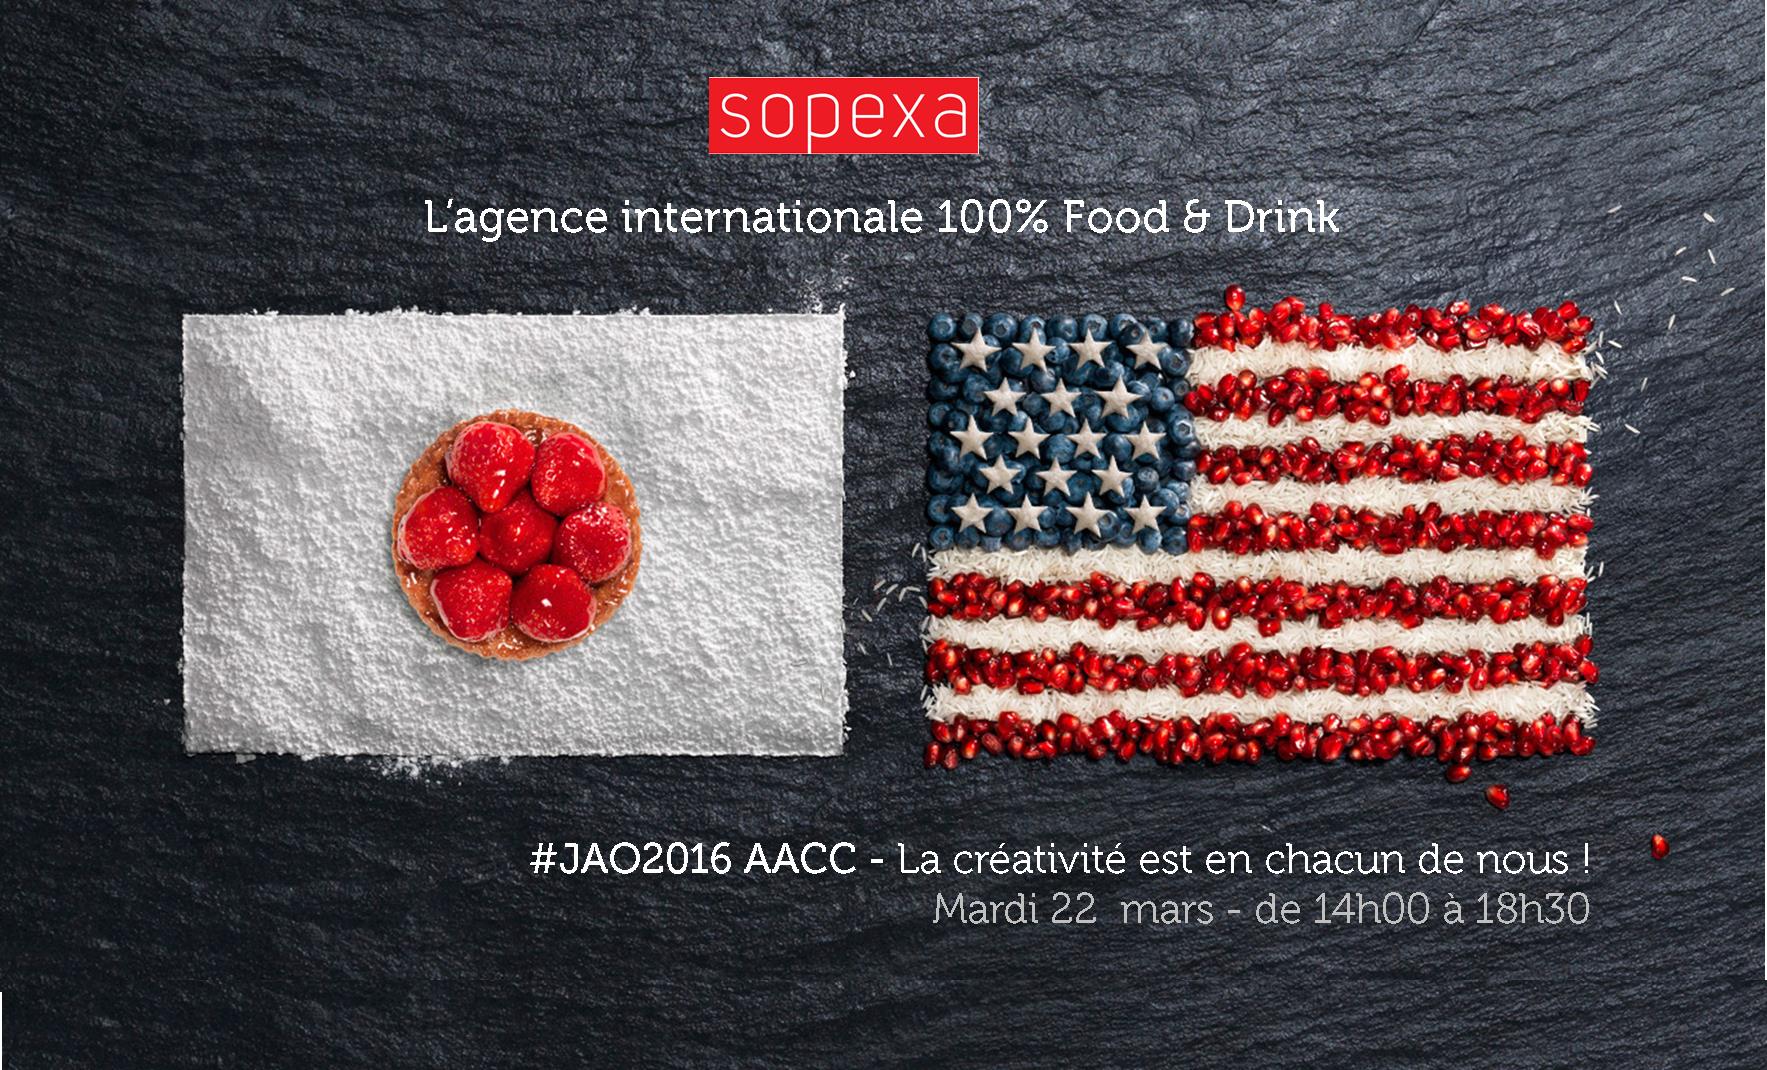 sopexa
L'agence internationale 100% Food & Drink
#JAO2016 AACC - La créativité est en chacun de nous !
Mardi 22 mars - de 14h00 à 18h30